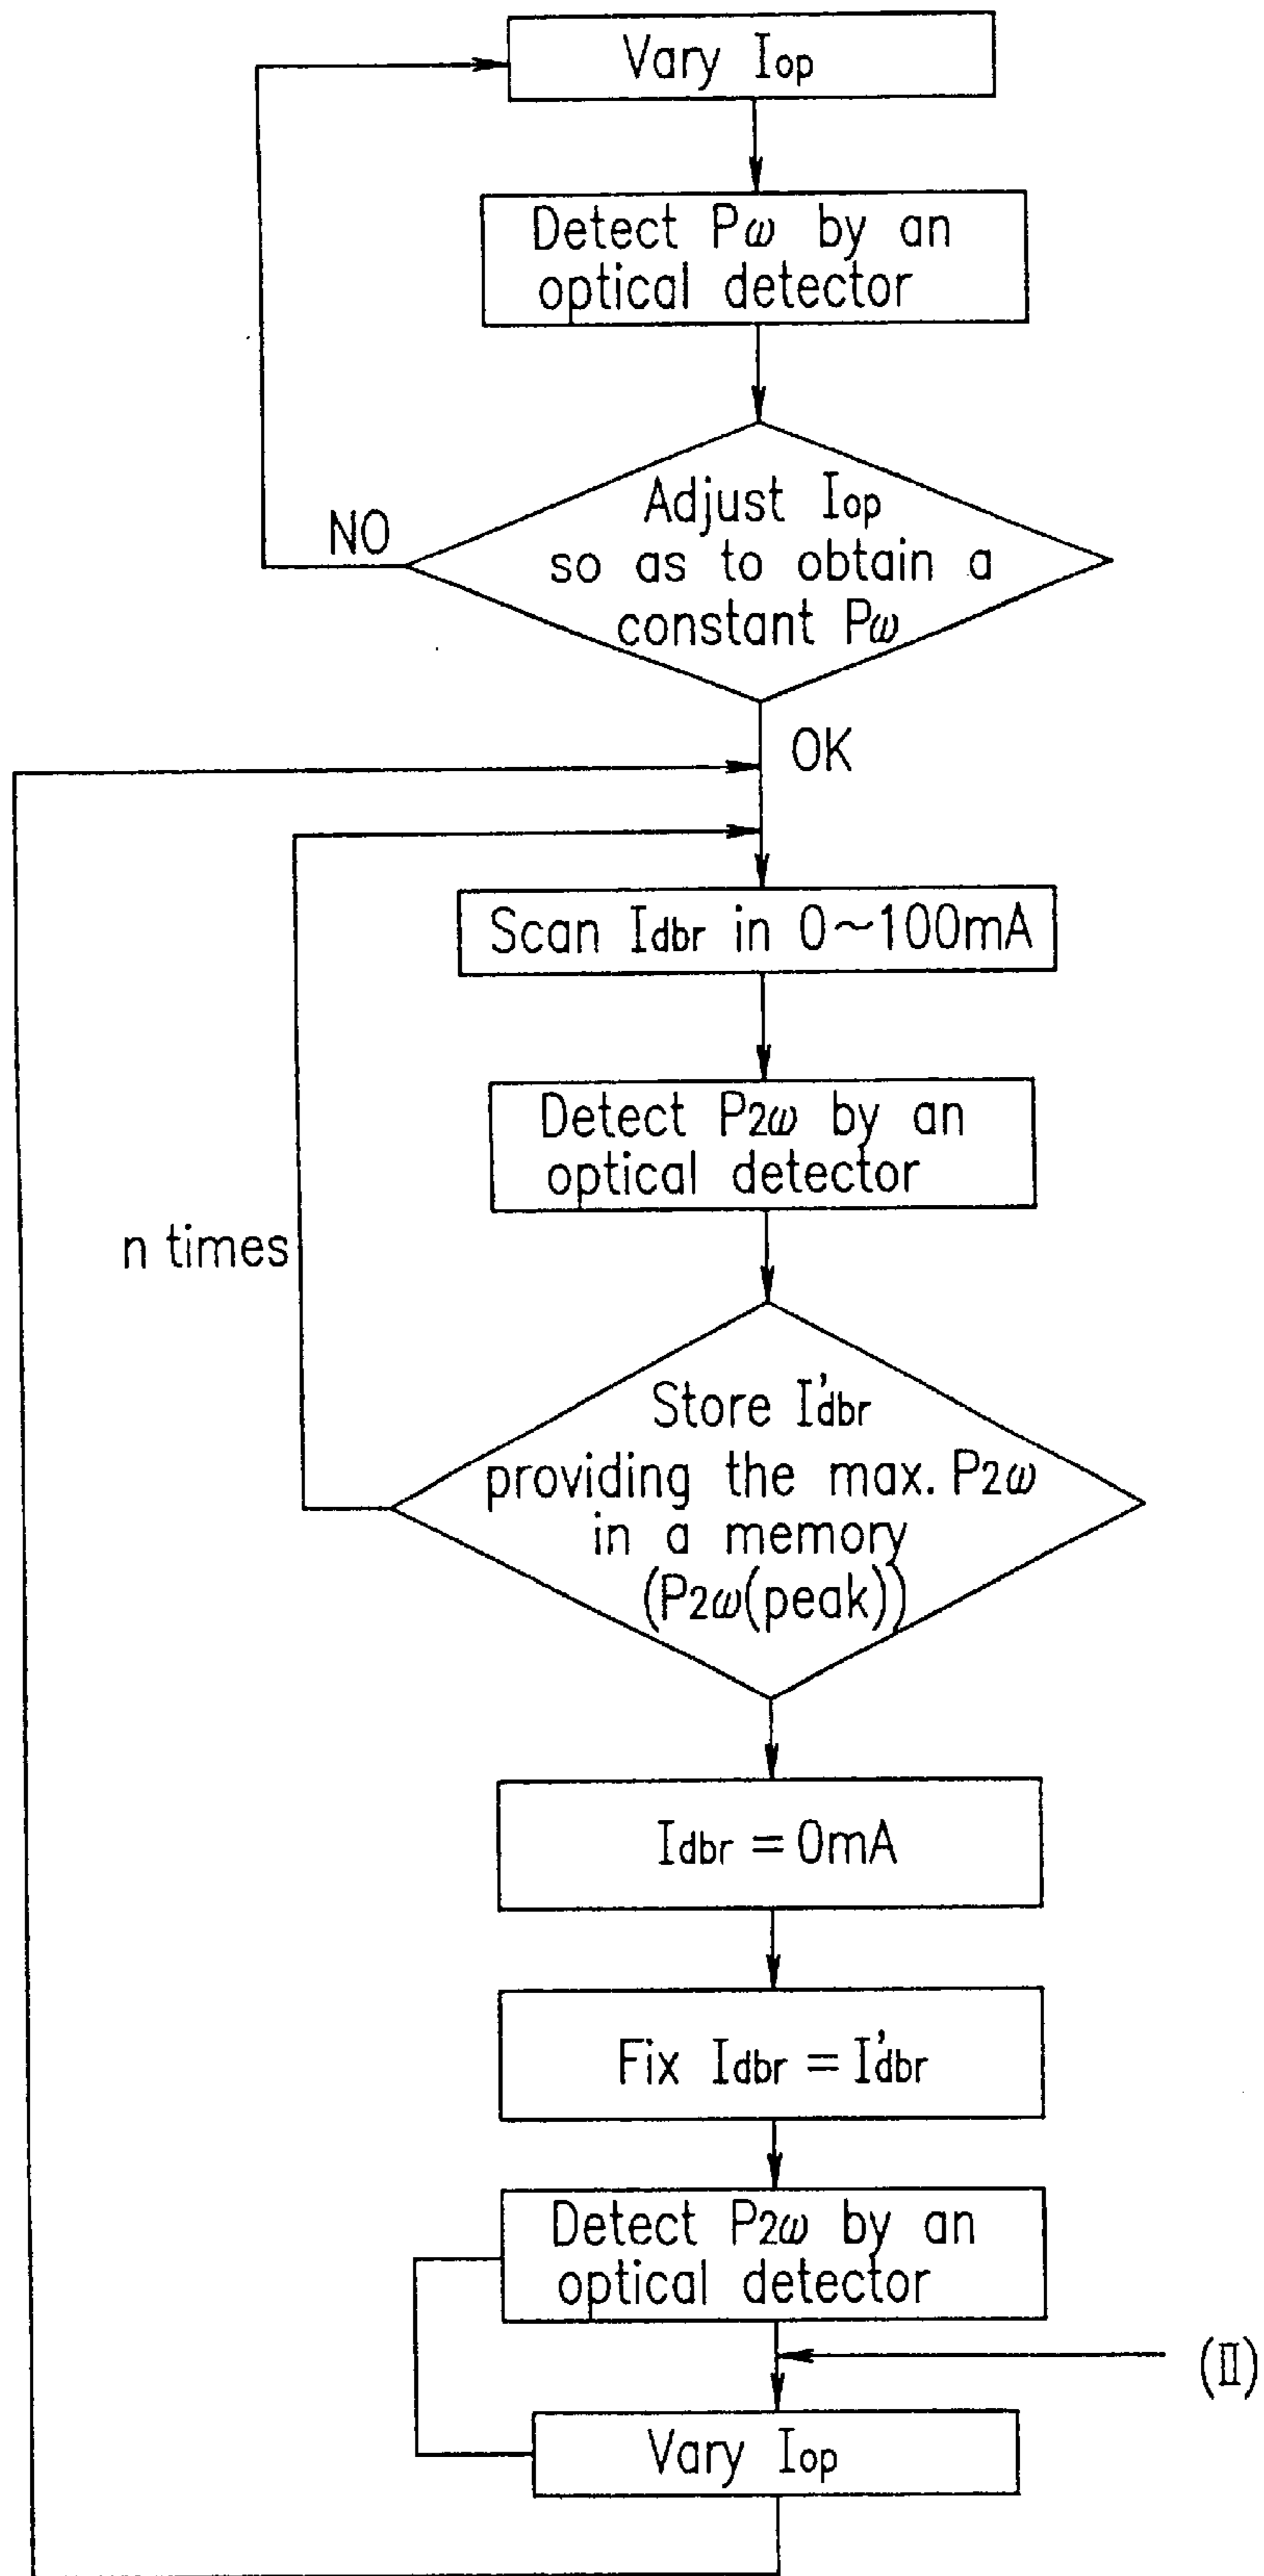 Vary Iop
Detect Pω by an
optical detector
Adjust Iop
so as to obtain a
constant Pω
NO
OK
Scan Idbr in 0~100mA
Detect P2ω by an
optical detector
n times
Store I'dbr
providing the max. P2ω
in a memory
(P2ω(peak))
Idbr = 0mA
Fix Idbr = I'dbr
Detect P2ω by an
optical detector
(II)
Vary Iop